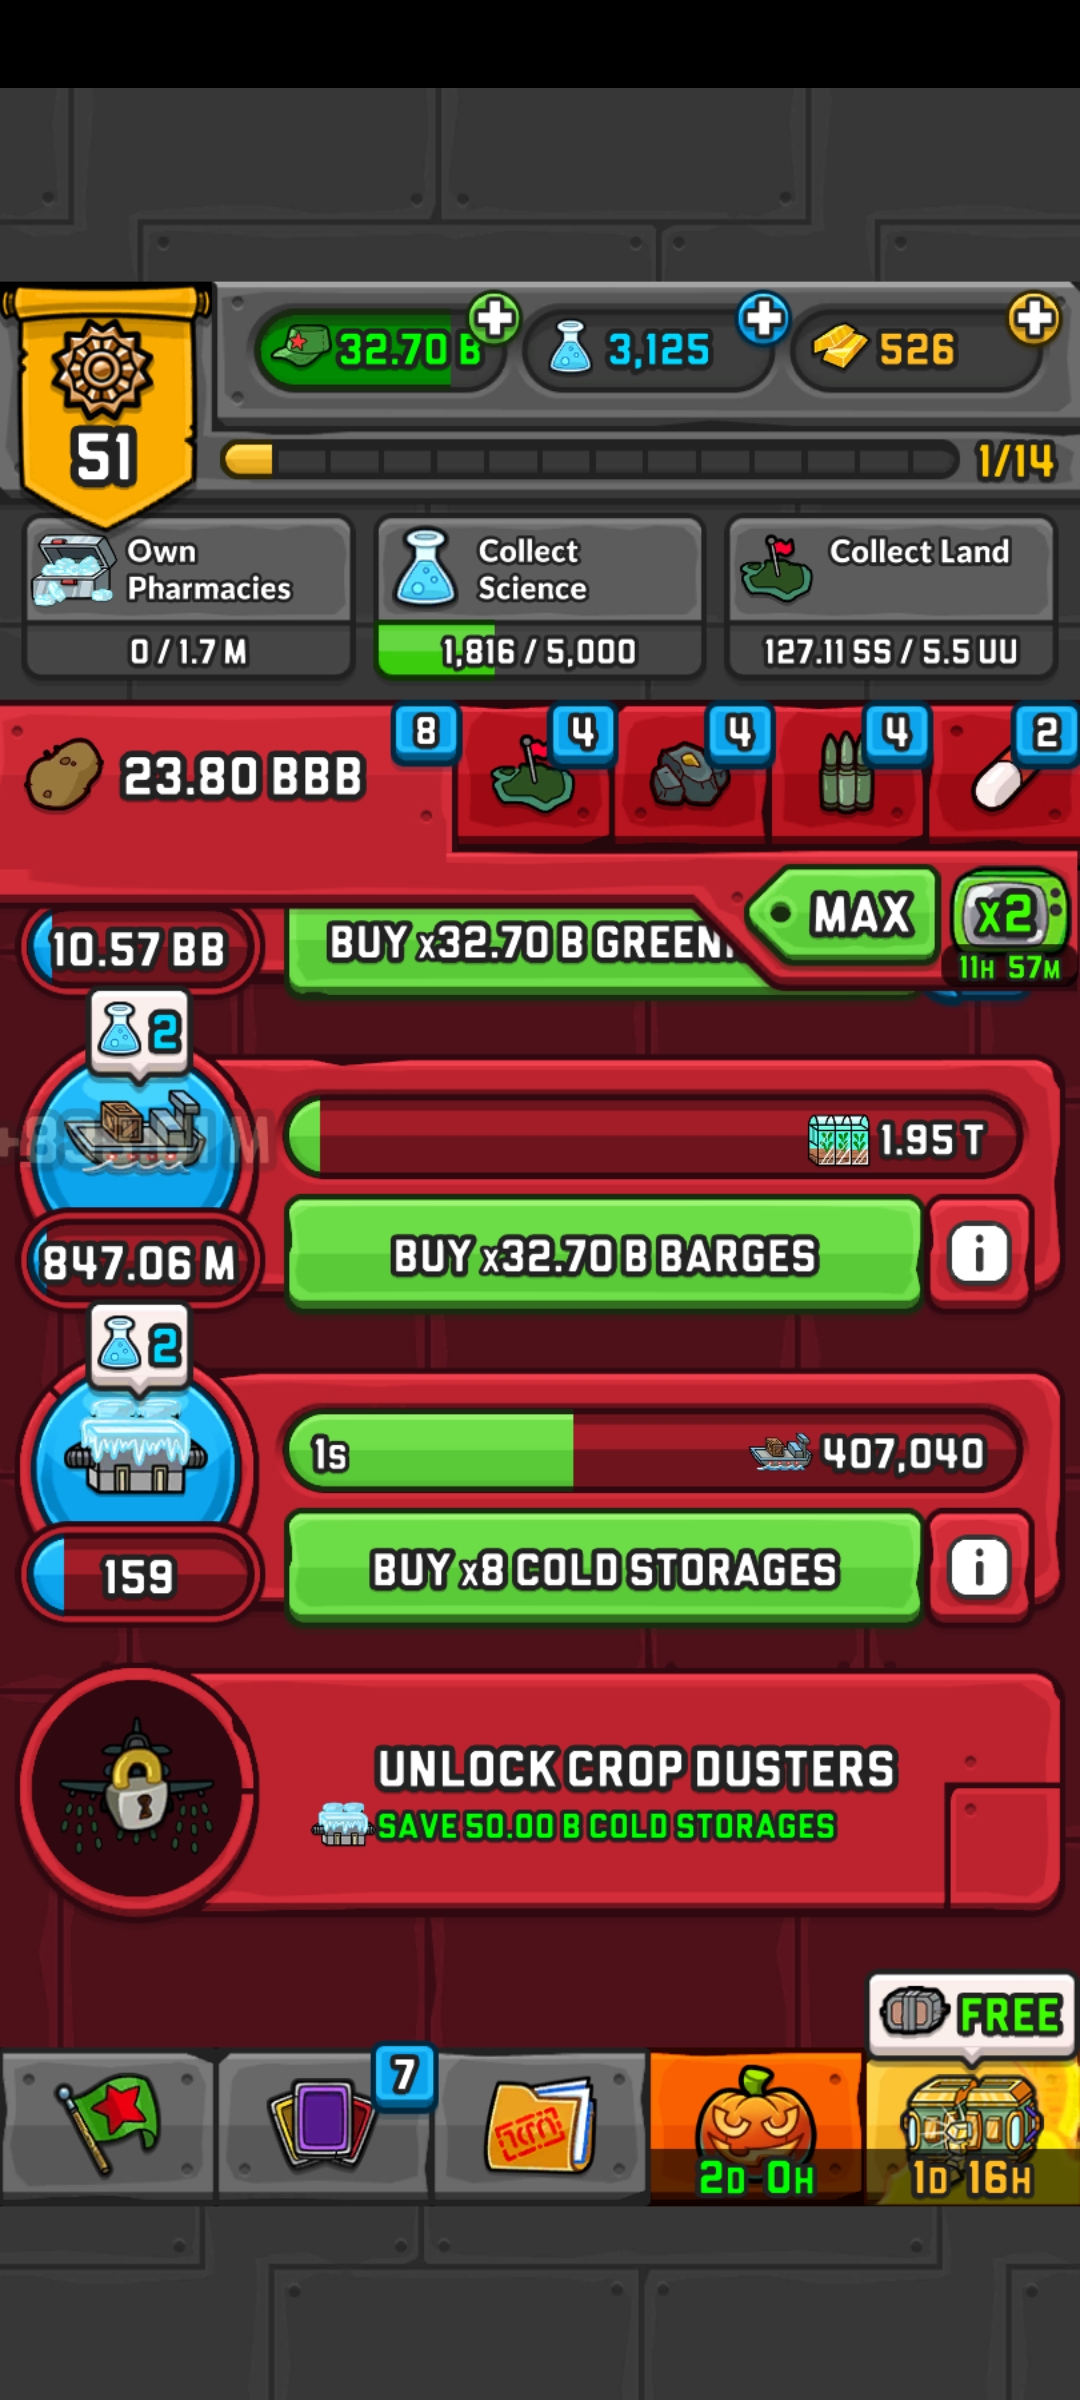 51
32.70 B
3,125
526
1/14
Own
Pharmacies
0 / 1.7 M
Collect
Science
1,816 / 5,000
Collect Land
127.11 SS / 5.5 UU
23.80 BBB
8
4
4
4
2
MAX
x2
11H 57M
10.57 BB
BUY x32.70 B GREEN
2
1.95 T
847.06 M
BUY x32.70 B BARGES
i
2
1s
407,040
159
BUY x8 COLD STORAGES
i
UNLOCK CROP DUSTERS
SAVE 50.00 B COLD STORAGES
FREE
7
2D 0H
1D 16H